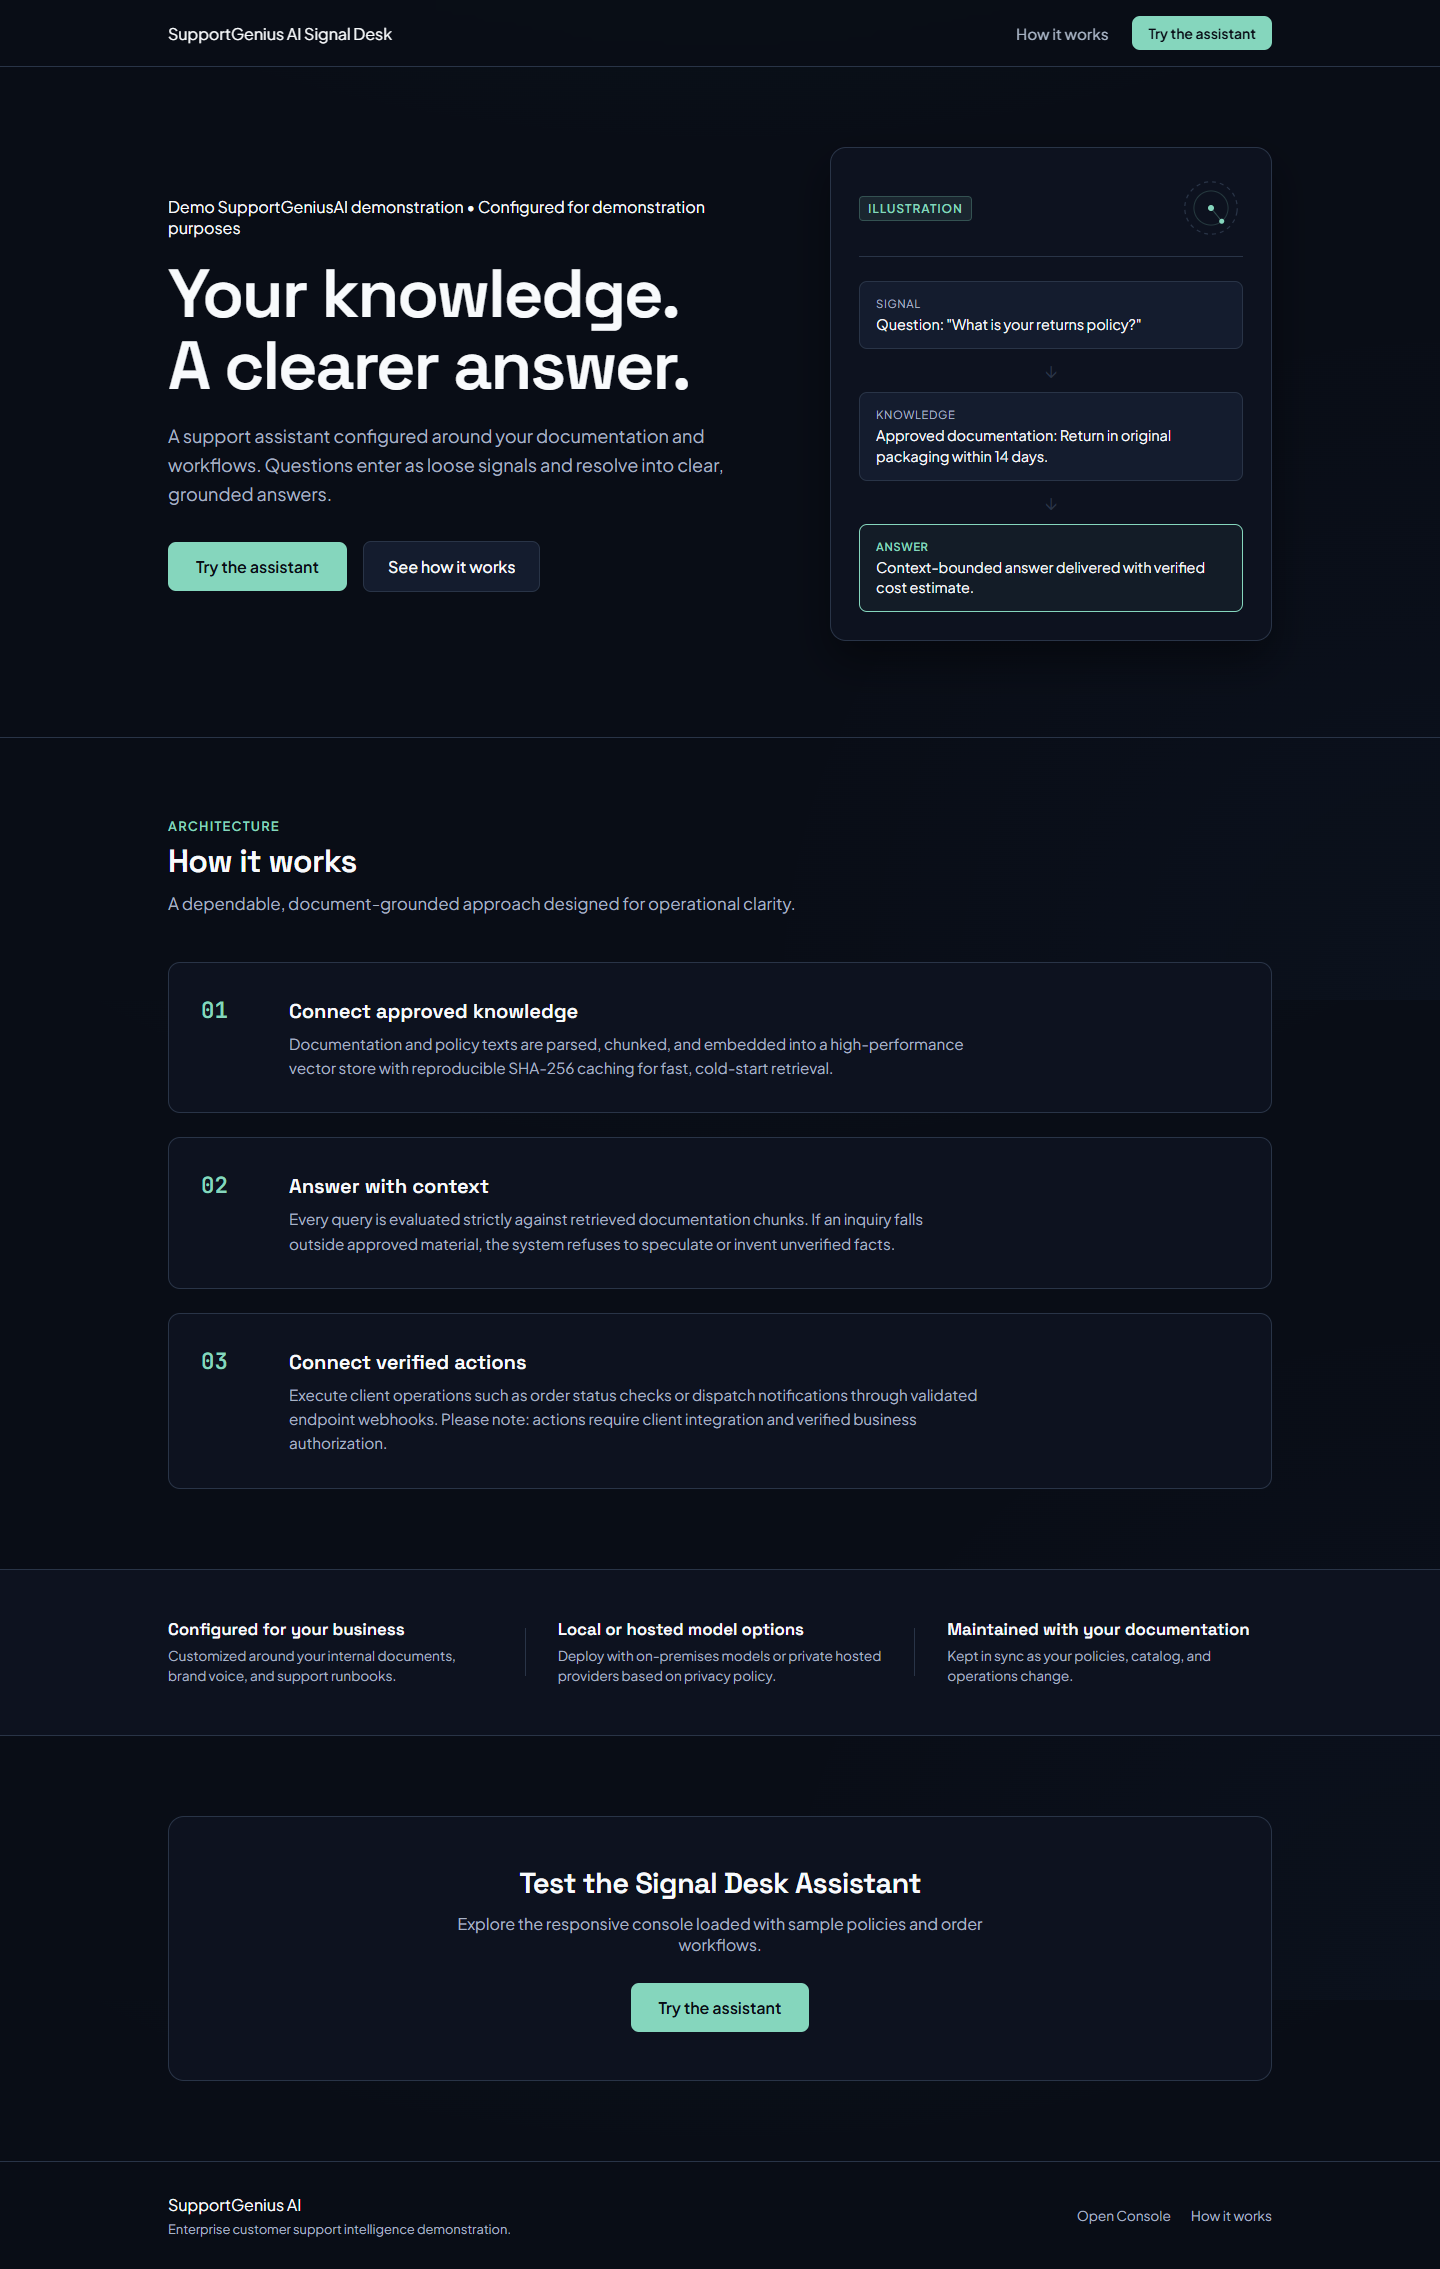 SupportGenius AI Signal Desk
How it works
Try the assistant
Demo SupportGeniusAI demonstration • Configured for demonstration
purposes
Your knowledge.
A clearer answer.
A support assistant configured around your documentation and
workflows. Questions enter as loose signals and resolve into clear,
grounded answers.
Try the assistant
See how it works
ILLUSTRATION
SIGNAL
Question: "What is your returns policy?"
↓
KNOWLEDGE
Approved documentation: Return in original
packaging within 14 days.
↓
ANSWER
Context-bounded answer delivered with verified
cost estimate.
ARCHITECTURE
How it works
A dependable, document-grounded approach designed for operational clarity.
01
Connect approved knowledge
Documentation and policy texts are parsed, chunked, and embedded into a high-performance
vector store with reproducible SHA-256 caching for fast, cold-start retrieval.
02
Answer with context
Every query is evaluated strictly against retrieved documentation chunks. If an inquiry falls
outside approved material, the system refuses to speculate or invent unverified facts.
03
Connect verified actions
Execute client operations such as order status checks or dispatch notifications through validated
endpoint webhooks. Please note: actions require client integration and verified business
authorization.
Configured for your business
Customized around your internal documents,
brand voice, and support runbooks.
Local or hosted model options
Deploy with on-premises models or private hosted
providers based on privacy policy.
Maintained with your documentation
Kept in sync as your policies, catalog, and
operations change.
Test the Signal Desk Assistant
Explore the responsive console loaded with sample policies and order
workflows.
Try the assistant
SupportGenius AI
Enterprise customer support intelligence demonstration.
Open Console
How it works